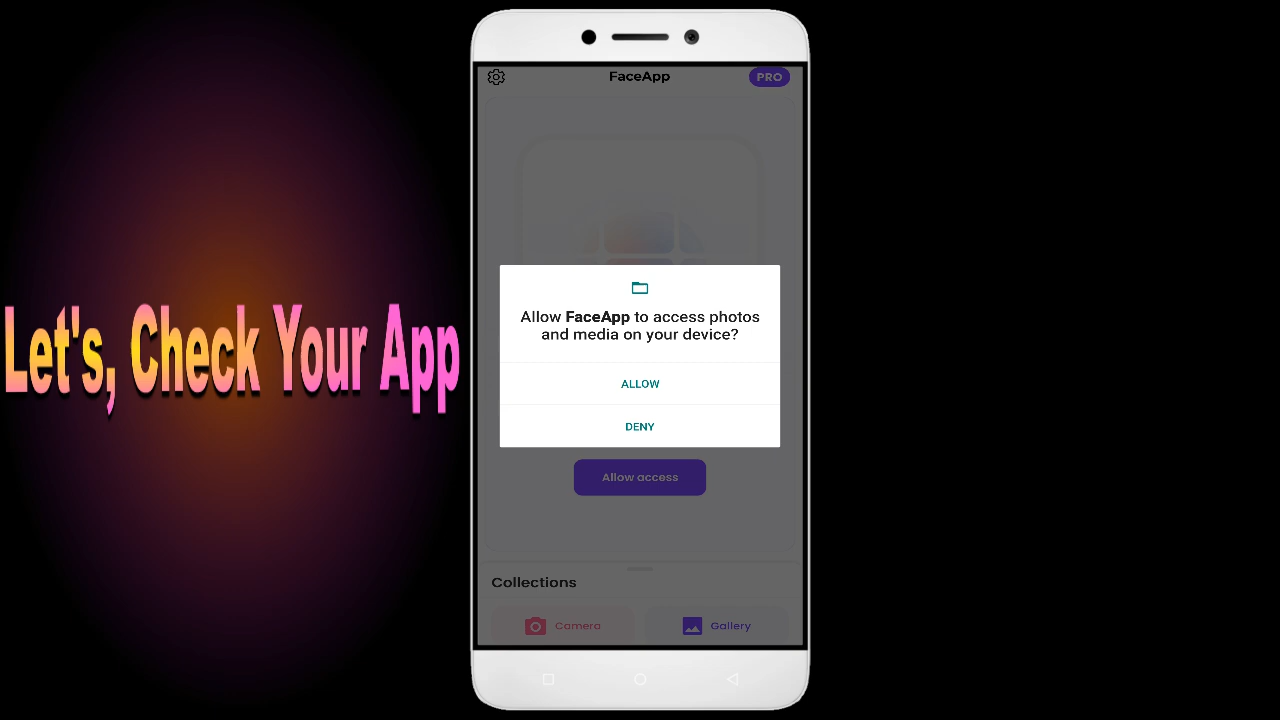 FaceApp
PRO
Let's, Check Your App
Allow FaceApp to access photos
and media on your device?
ALLOW
DENY
Allow access
Collections
Camera
Gallery